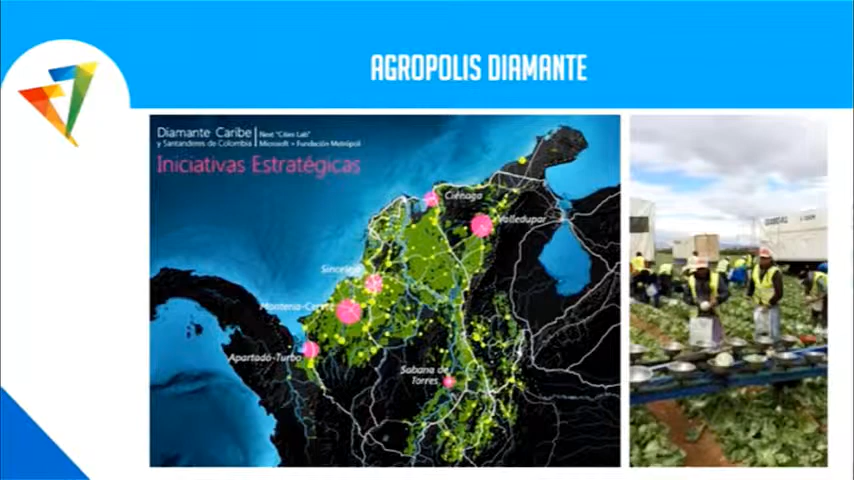 AGROPOLIS DIAMANTE
Diamante Caribe
y Santanderes de Colombia
Next "Cities Lab"
Microsoft + Fundación Metrópoli
Iniciativas Estratégicas
Ciénaga
Valledupar
Sincelejo
Montería-Cereté
Apartadó-Turbo
Sabana de
Torres